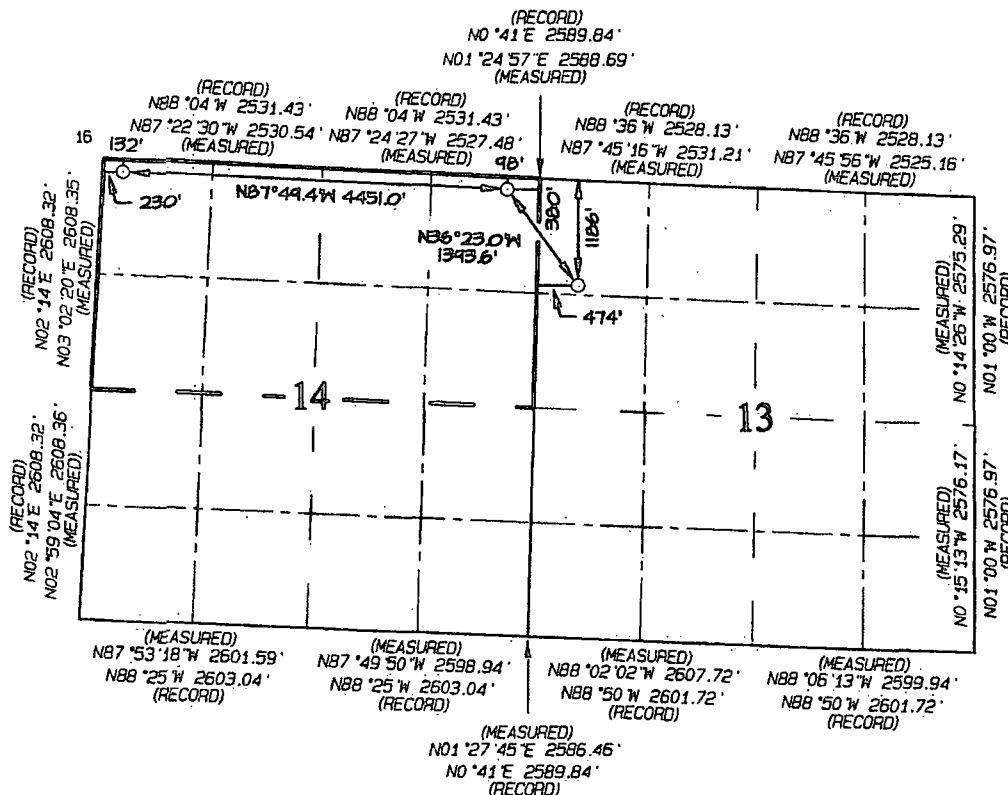 (RECORD)
N0 °41'E 2589.84'
N01 °24'57"E 2588.69'
(MEASURED)
(RECORD)
N88 °04'W 2531.43'
N87 °22'30"W 2530.54'
(MEASURED)
(RECORD)
N88 °04'W 2531.43'
N87 °24'27"W 2527.48'
(MEASURED)
(RECORD)
N88 °36'W 2528.13'
N87 °45'16"W 2531.21'
(MEASURED)
(RECORD)
N88 °36'W 2528.13'
N87 °45'56"W 2525.16'
(MEASURED)
16
132'
98'
N87°49.4'W 4451.0'
230'
380'
1186'
N36°23.0'W
1393.6'
474'
(RECORD)
N02 °14'E 2608.32'
N03 °02'20"E 2608.35'
(MEASURED)
(MEASURED)
N0 °14'26"W 2575.29'
N01 °00'W 2576.97'
(RECORD)
14
13
(RECORD)
N02 °14'E 2608.32'
N02 °59'04"E 2608.36'
(MEASURED)
(MEASURED)
N0 °15'13"W 2576.17'
N01 °00'W 2576.97'
(RECORD)
(MEASURED)
N87 °53'18"W 2601.59'
N88 °25'W 2603.04'
(RECORD)
(MEASURED)
N87 °49'50"W 2598.94'
N88 °25'W 2603.04'
(RECORD)
(MEASURED)
N88 °02'02"W 2607.72'
N88 °50'W 2601.72'
(RECORD)
(MEASURED)
N88 °06'13"W 2599.94'
N88 °50'W 2601.72'
(RECORD)
(MEASURED)
N01 °27'45"E 2586.46'
N0 °41'E 2589.84'
(RECORD)